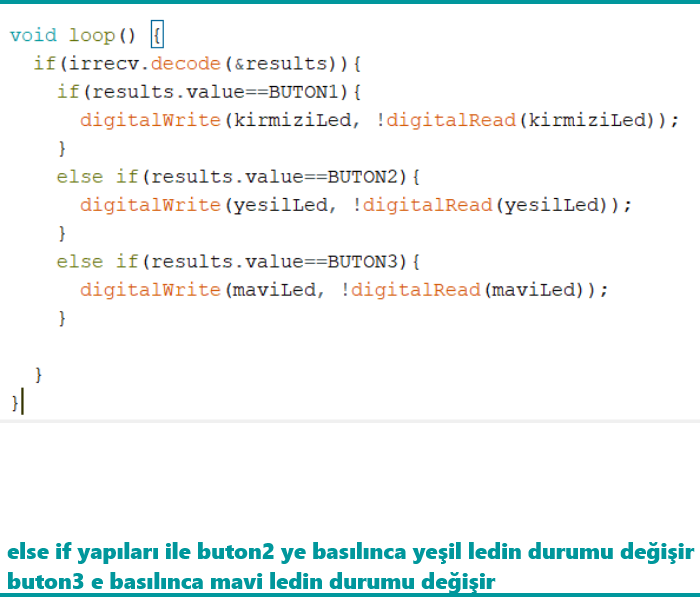 void loop() {
if(irrecv.decode(&results)){
if(results.value==BUTON1){
digitalWrite(kirmiziLed, !digitalRead(kirmiziLed));
}
else if(results.value==BUTON2){
digitalWrite(yesilLed, !digitalRead(yesilLed));
}
else if(results.value==BUTON3){
digitalWrite(maviLed, !digitalRead(maviLed));
}
}
}
else if yapıları ile buton2 ye basılınca yeşil ledin durumu değişir
buton3 e basılınca mavi ledin durumu değişir